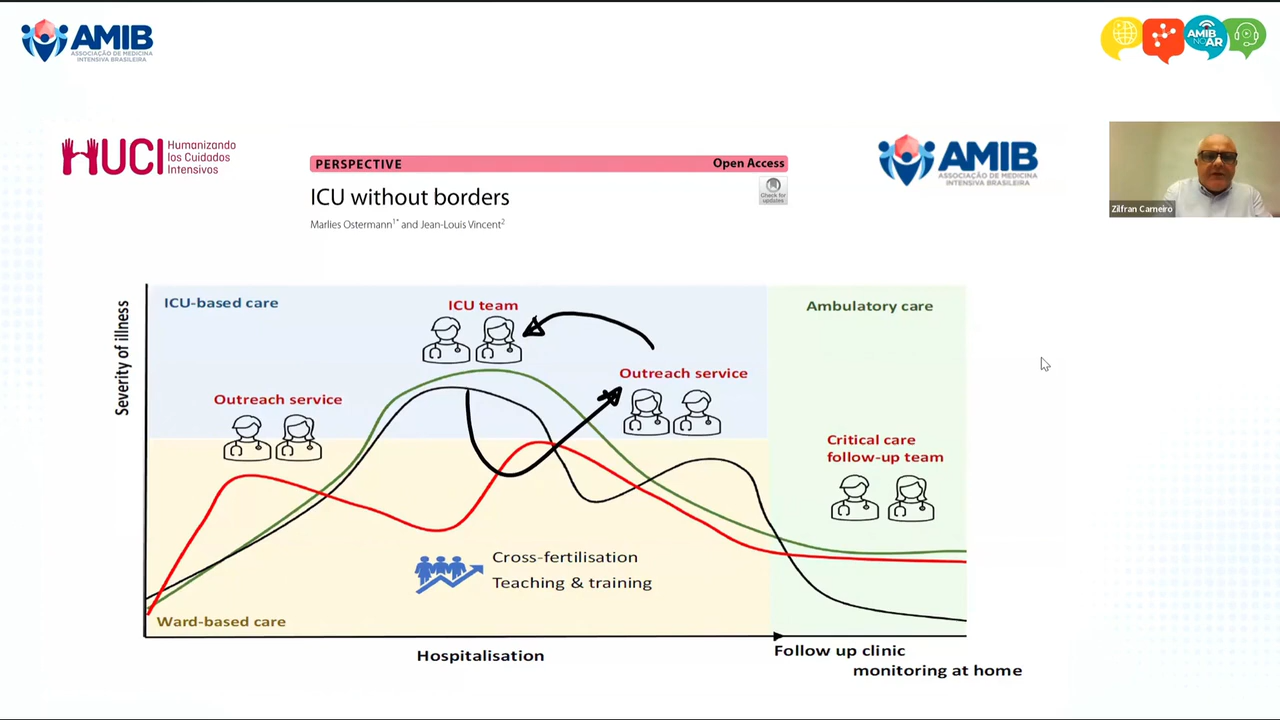 AMIB
ASSOCIAÇÃO DE MEDICINA
INTENSIVA BRASILEIRA
AMIB
NO AR
HUCI
Humanizando
los Cuidados
Intensivos
PERSPECTIVE
Open Access
ICU without borders
Check for
updates
Marlies Ostermann1* and Jean-Louis Vincent2
AMIB
ASSOCIAÇÃO DE MEDICINA
INTENSIVA BRASILEIRA
Zilfran Carneiro
Severity of illness
ICU-based care
ICU team
Ambulatory care
Outreach service
Outreach service
Critical care
follow-up team
Cross-fertilisation
Teaching & training
Ward-based care
Hospitalisation
Follow up clinic
monitoring at home